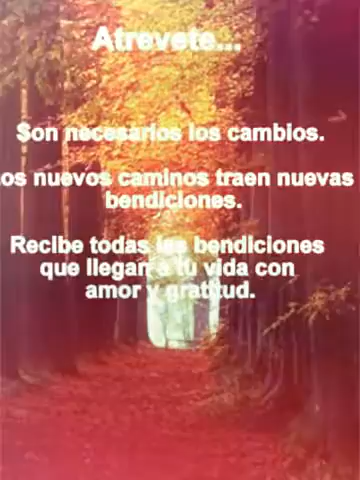 Atrevete...
Son necesarios los cambios.
os nuevos caminos traen nuevas
bendiciones.
Recibe todas las bendiciones
que llegan a tu vida con
amor y gratitud.